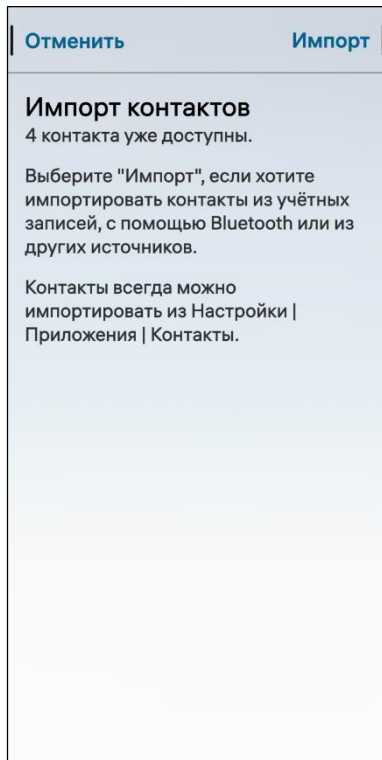 Отменить Импорт
Импорт контактов
4 контакта уже доступны.
Выберите "Импорт", если хотите
импортировать контакты из учётных
записей, с помощью Bluetooth или из
других источников.
Контакты всегда можно
импортировать из Настройки |
Приложения | Контакты.